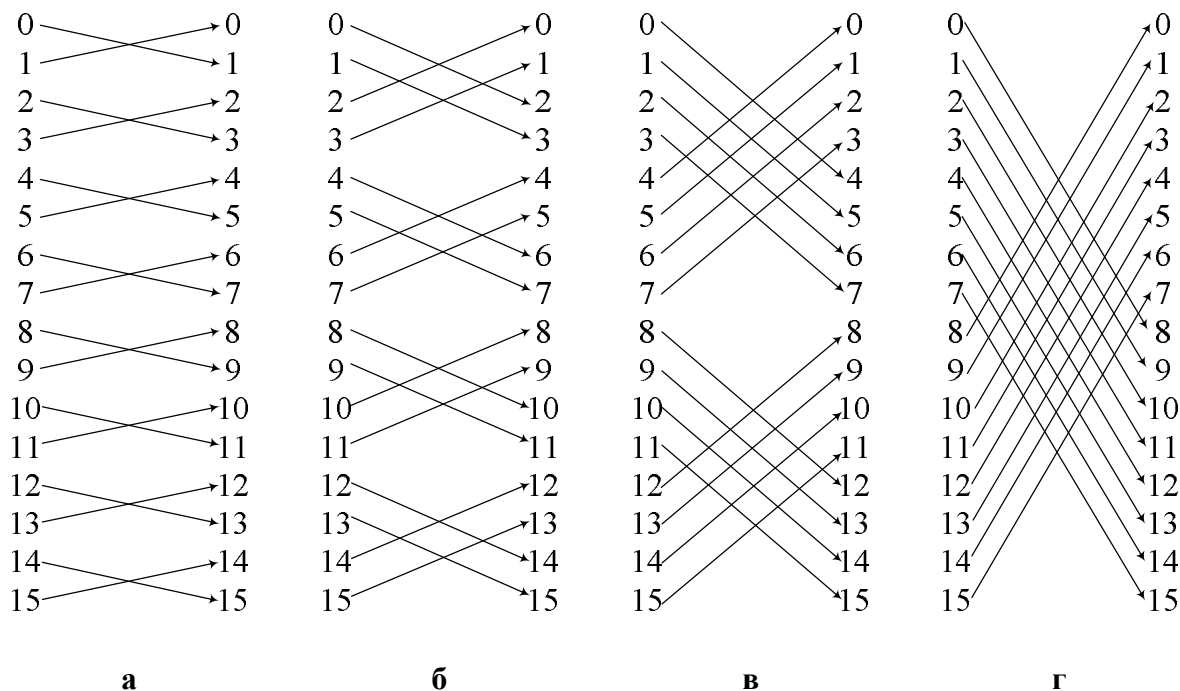 0 0 0 0 0 0 0 0
1 1 1 1 1 1 1 1
2 2 2 2 2 2 2 2
3 3 3 3 3 3 3 3
4 4 4 4 4 4 4 4
5 5 5 5 5 5 5 5
6 6 6 6 6 6 6 6
7 7 7 7 7 7 7 7
8 8 8 8 8 8 8 8
9 9 9 9 9 9 9 9
10 10 10 10 10 10 10 10
11 11 11 11 11 11 11 11
12 12 12 12 12 12 12 12
13 13 13 13 13 13 13 13
14 14 14 14 14 14 14 14
15 15 15 15 15 15 15 15
а б в г